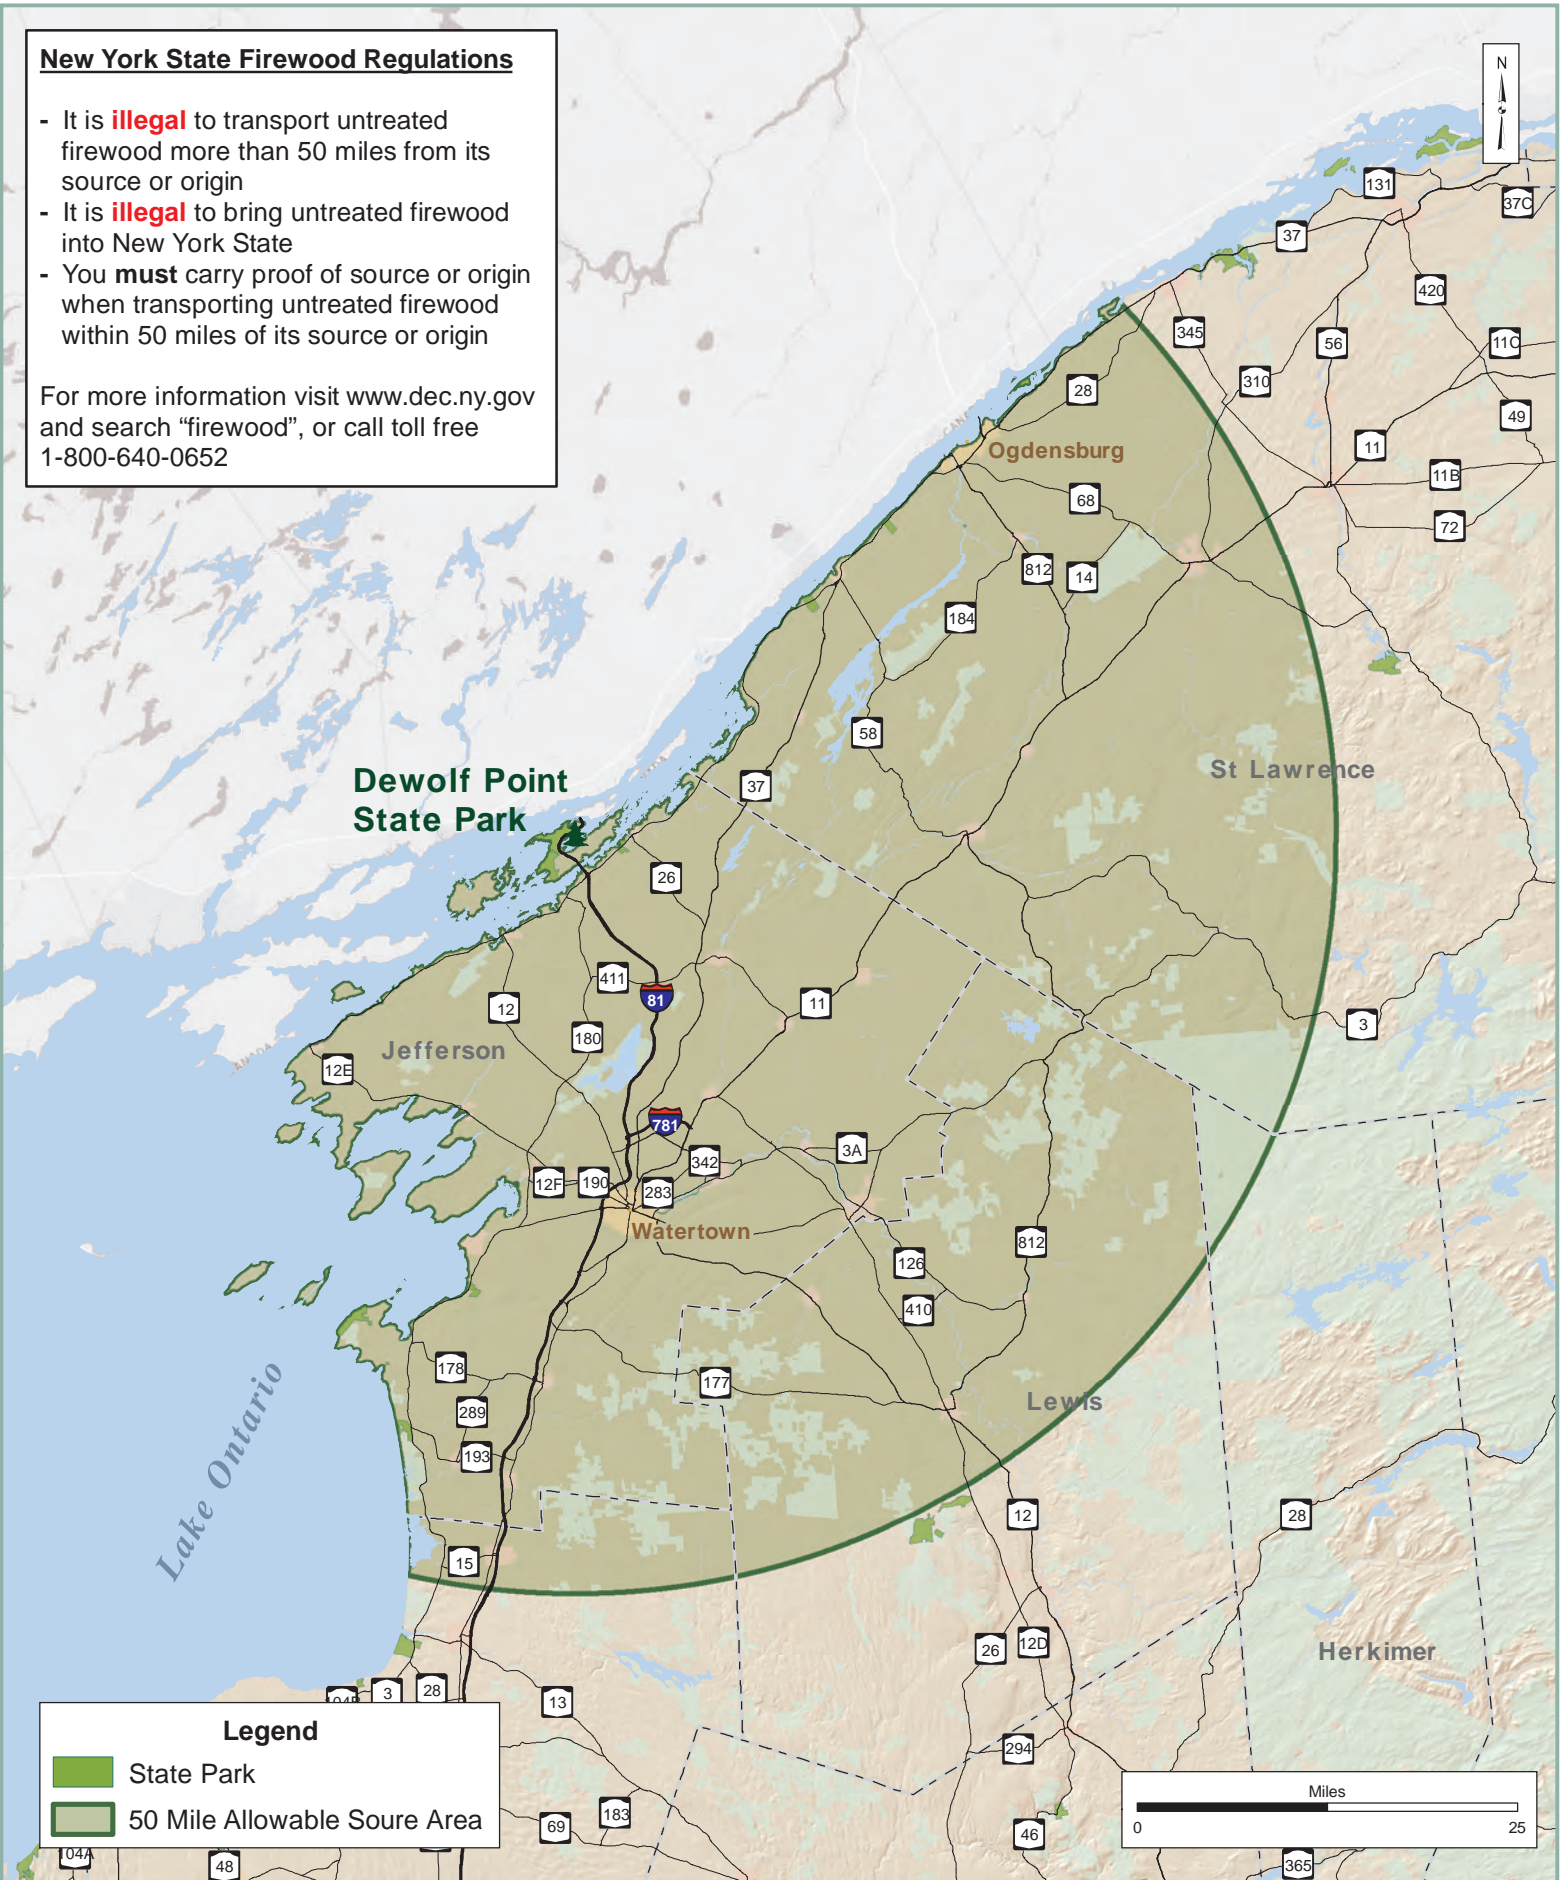 New York State Firewood Regulations
- It is illegal to transport untreated
firewood more than 50 miles from its
source or origin
- It is illegal to bring untreated firewood
into New York State
- You must carry proof of source or origin
when transporting untreated firewood
within 50 miles of its source or origin
For more information visit www.dec.ny.gov
and search “firewood”, or call toll free
1-800-640-0652
N
131
37C
37
420
345
56
11C
310
28
49
CANADA
Ogdensburg
11
11B
68
72
812
14
184
58
St Lawrence
Dewolf Point
State Park
37
26
411
81
12
11
3
180
Jefferson
CANADA
12E
781
3A
342
12F
190
283
Watertown
812
126
410
178
177
Lewis
289
Lake Ontario
193
12
28
15
26
12D
Herkimer
104B
3
28
13
294
Legend
State Park
50 Mile Allowable Soure Area
Miles
0
25
183
69
46
104A
48
365